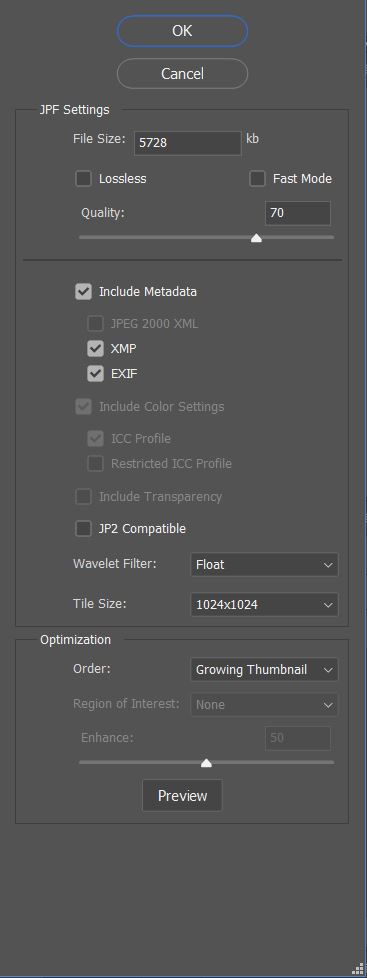 OK
Cancel
JPF Settings
File Size: 5728 kb
Lossless Fast Mode
Quality: 70
Include Metadata
JPEG 2000 XML
XMP
EXIF
Include Color Settings
ICC Profile
Restricted ICC Profile
Include Transparency
JP2 Compatible
Wavelet Filter: Float
Tile Size: 1024x1024
Optimization
Order: Growing Thumbnail
Region of Interest: None
Enhance: 50
Preview